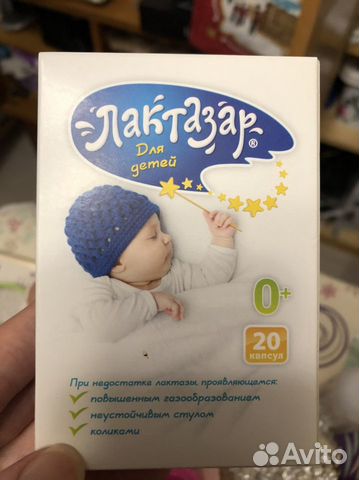 Лактазар®
Для
детей
0+
20
капсул
При недостатке лактазы, проявляющемся:
повышенным газообразованием
неустойчивым стулом
коликами
Avito